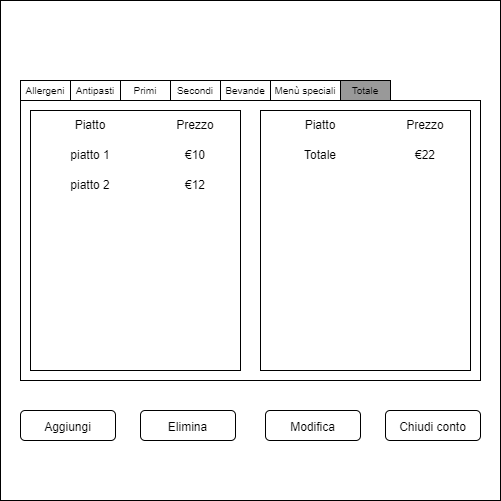 Allergeni Antipasti Primi Secondi Bevande Menù speciali Totale
Piatto Prezzo Piatto Prezzo
piatto 1 €10 Totale €22
piatto 2 €12
Aggiungi Elimina Modifica Chiudi conto